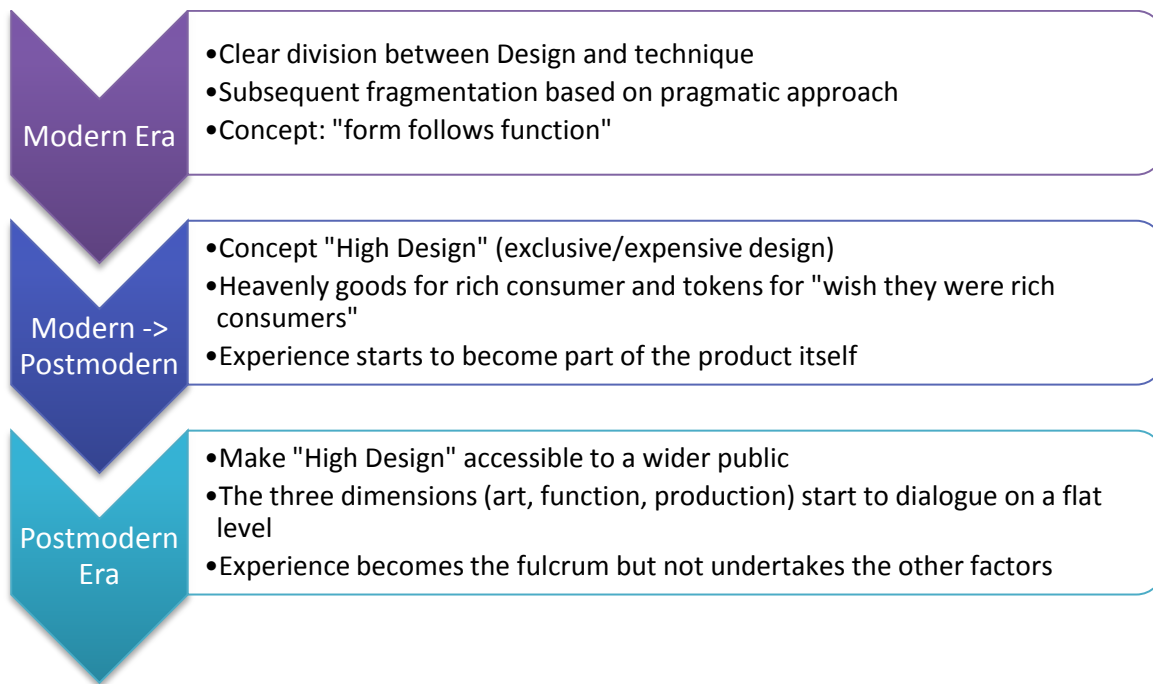 Modern Era
•Clear division between Design and technique
•Subsequent fragmentation based on pragmatic approach
•Concept: "form follows function"
Modern ->
Postmodern
•Concept "High Design" (exclusive/expensive design)
•Heavenly goods for rich consumer and tokens for "wish they were rich
consumers"
•Experience starts to become part of the product itself
Postmodern
Era
•Make "High Design" accessible to a wider public
•The three dimensions (art, function, production) start to dialogue on a flat
level
•Experience becomes the fulcrum but not undertakes the other factors